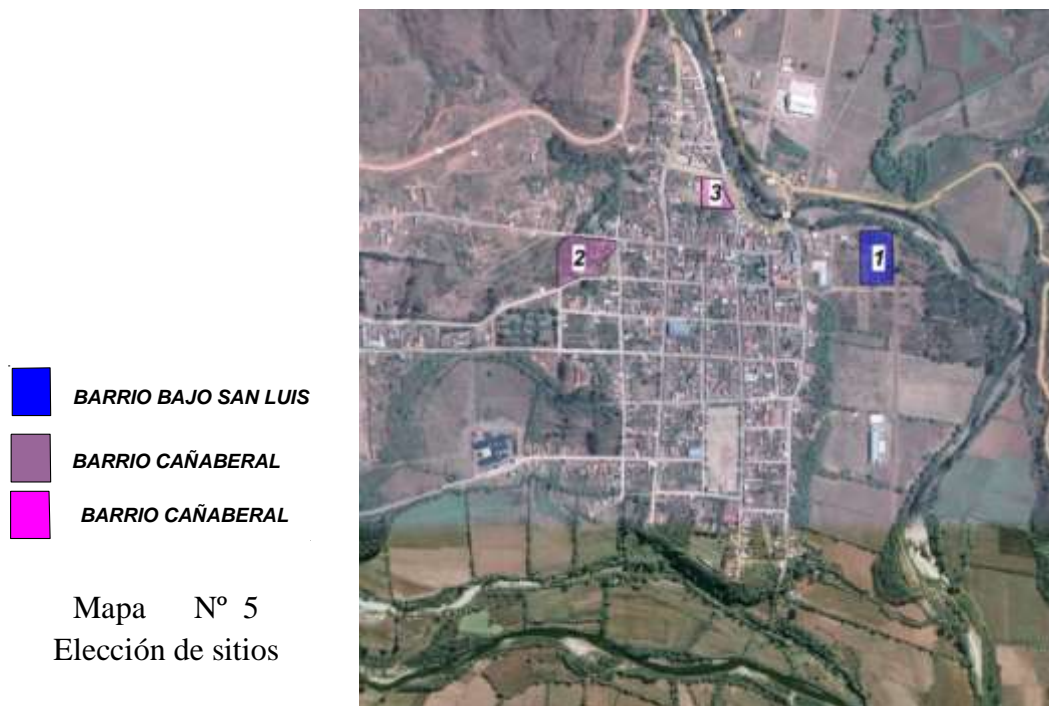 3
2
1
BARRIO BAJO SAN LUIS
BARRIO CAÑABERAL
BARRIO CAÑABERAL
Mapa Nº 5
Elección de sitios